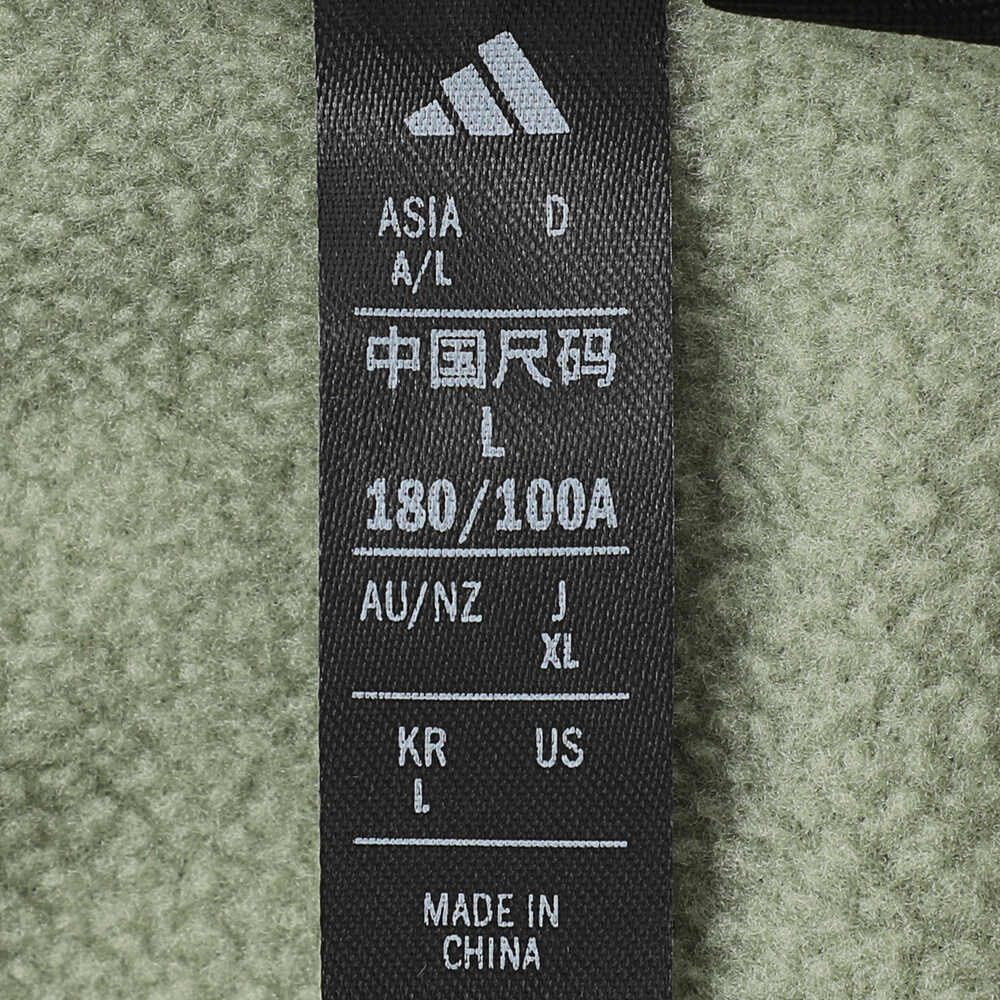 ASIA D
A/L
中国尺码
L
180/100A
AU/NZ J
XL
KR US
L
MADE IN
CHINA